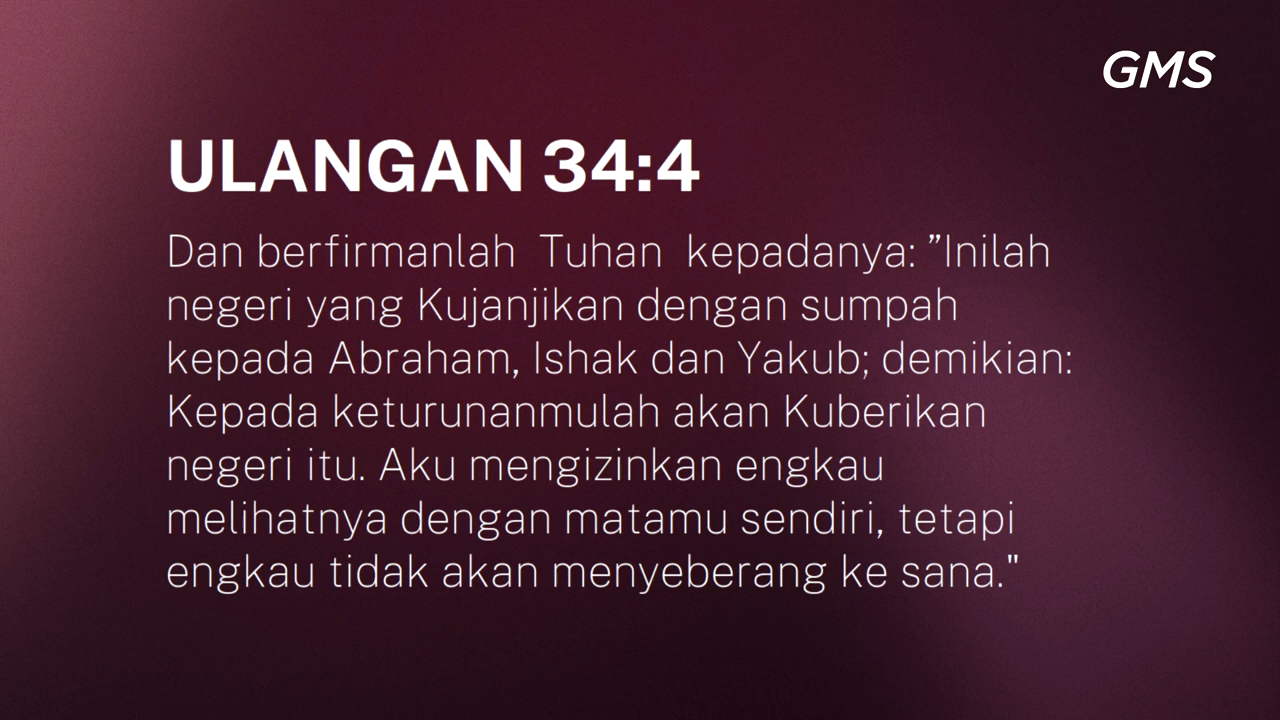 GMS
ULANGAN 34:4
Dan berfirmanlah Tuhan kepadanya: ”Inilah
negeri yang Kujanjikan dengan sumpah
kepada Abraham, Ishak dan Yakub; demikian:
Kepada keturunanmulah akan Kuberikan
negeri itu. Aku mengizinkan engkau
melihatnya dengan matamu sendiri, tetapi
engkau tidak akan menyeberang ke sana."